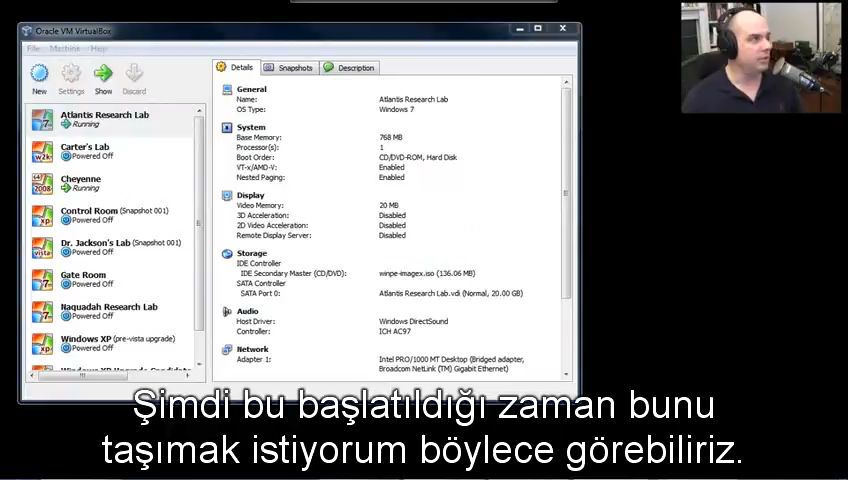 Oracle VM VirtualBox
File Machine Help
New Settings Show Discard
Details Snapshots Description
Atlantis Research Lab
Running
Carter's Lab
Powered Off
Cheyenne
Running
Control Room (Snapshot 001)
Powered Off
Dr. Jackson's Lab (Snapshot 001)
Powered Off
Gate Room
Powered Off
Naquadah Research Lab
Powered Off
Windows XP (pre-vista upgrade)
Powered Off
Windows XP Upgrade Candidate
General
Name: Atlantis Research Lab
OS Type: Windows 7
System
Base Memory: 768 MB
Processor(s): 1
Boot Order: CD/DVD-ROM, Hard Disk
VT-x/AMD-V: Enabled
Nested Paging: Enabled
Display
Video Memory: 20 MB
3D Acceleration: Disabled
2D Video Acceleration: Disabled
Remote Display Server: Disabled
Storage
IDE Controller
IDE Secondary Master (CD/DVD): winpe-imagex.iso (136.06 MB)
SATA Controller
SATA Port 0: Atlantis Research Lab.vdi (Normal, 20.00 GB)
Audio
Host Driver: Windows DirectSound
Controller: ICH AC97
Network
Adapter 1: Intel PRO/1000 MT Desktop (Bridged adapter,
Broadcom NetLink (TM) Gigabit Ethernet)
Şimdi bu başlatıldığı zaman bunu
taşımak istiyorum böylece görebiliriz.